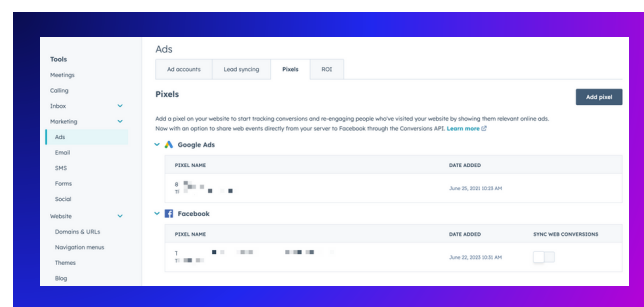 Tools
Meetings
Calling
Inbox
Marketing
Ads
Email
SMS
Forms
Social
Website
Domains & URLs
Navigation menus
Themes
Blog
Ads
Ad accounts Lead syncing Pixels ROI
Pixels
Add pixel
Add a pixel on your website to start tracking conversions and re-engaging people who've visited your website by showing them relevant online ads.
Now with an option to share web events directly from your server to Facebook through the Conversions API. Learn more
Google Ads
PIXEL NAME DATE ADDED
June 25, 2021 10:23 AM
Facebook
PIXEL NAME DATE ADDED SYNC WEB CONVERSIONS
June 22, 2023 10:31 AM